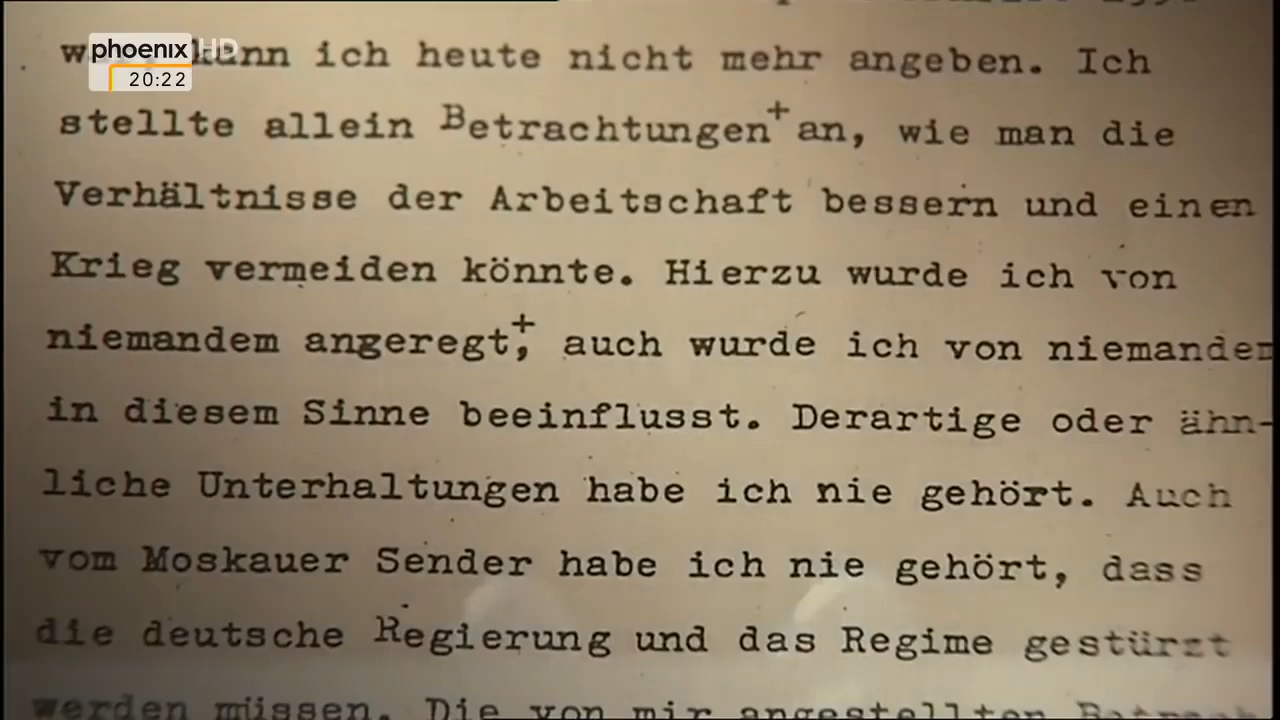 phoenix HD
20:22
kann ich heute nicht mehr angeben. Ich
stellte allein Betrachtungen+ an, wie man die
Verhältnisse der Arbeitschaft bessern und einen
Krieg vermeiden könnte. Hierzu wurde ich von
niemandem angeregt,+ auch wurde ich von niemandem
in diesem Sinne beeinflusst. Derartige oder ähn-
liche Unterhaltungen habe ich nie gehört. Auch
vom Moskauer Sender habe ich nie gehört, dass
die deutsche Regierung und das Regime gestürzt
werden müssen. Die von mir angestellten